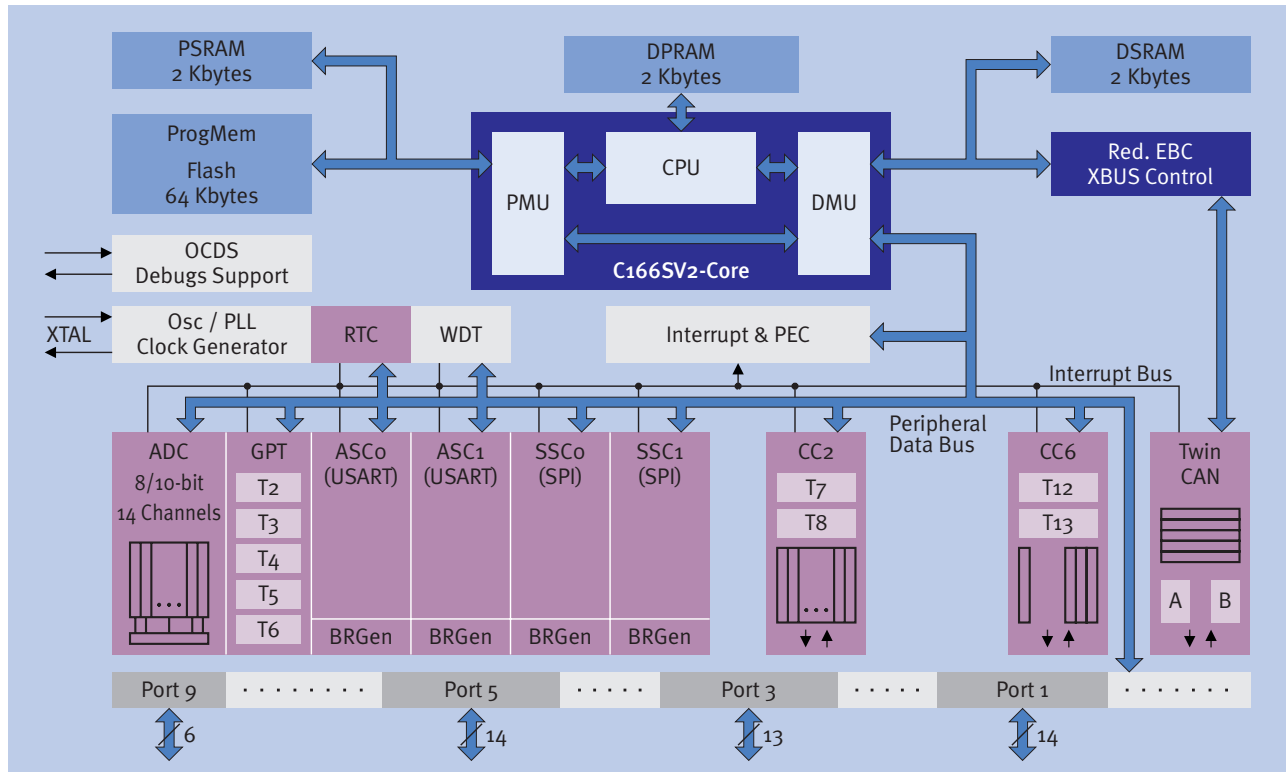 PSRAM
2 Kbytes
DPRAM
2 Kbytes
DSRAM
2 Kbytes
ProgMem
Flash
64 Kbytes
PMU
CPU
DMU
C166SV2-Core
Red. EBC
XBUS Control
OCDS
Debugs Support
XTAL
Osc / PLL
Clock Generator
RTC
WDT
Interrupt & PEC
Interrupt Bus
Peripheral
Data Bus
ADC
8/10-bit
14 Channels
...
GPT
T2
T3
T4
T5
T6
ASC0
(USART)
BRGen
ASC1
(USART)
BRGen
SSC0
(SPI)
BRGen
SSC1
(SPI)
BRGen
CC2
T7
T8
...
CC6
T12
T13
Twin
CAN
A
B
Port 9
Port 5
Port 3
Port 1
6
14
13
14